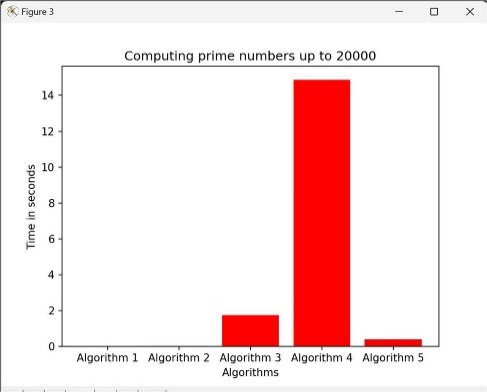 Figure 3
Computing prime numbers up to 20000
14
12
10
8
6
4
2
0
Time in seconds
Algorithm 1 Algorithm 2 Algorithm 3 Algorithm 4 Algorithm 5
Algorithms